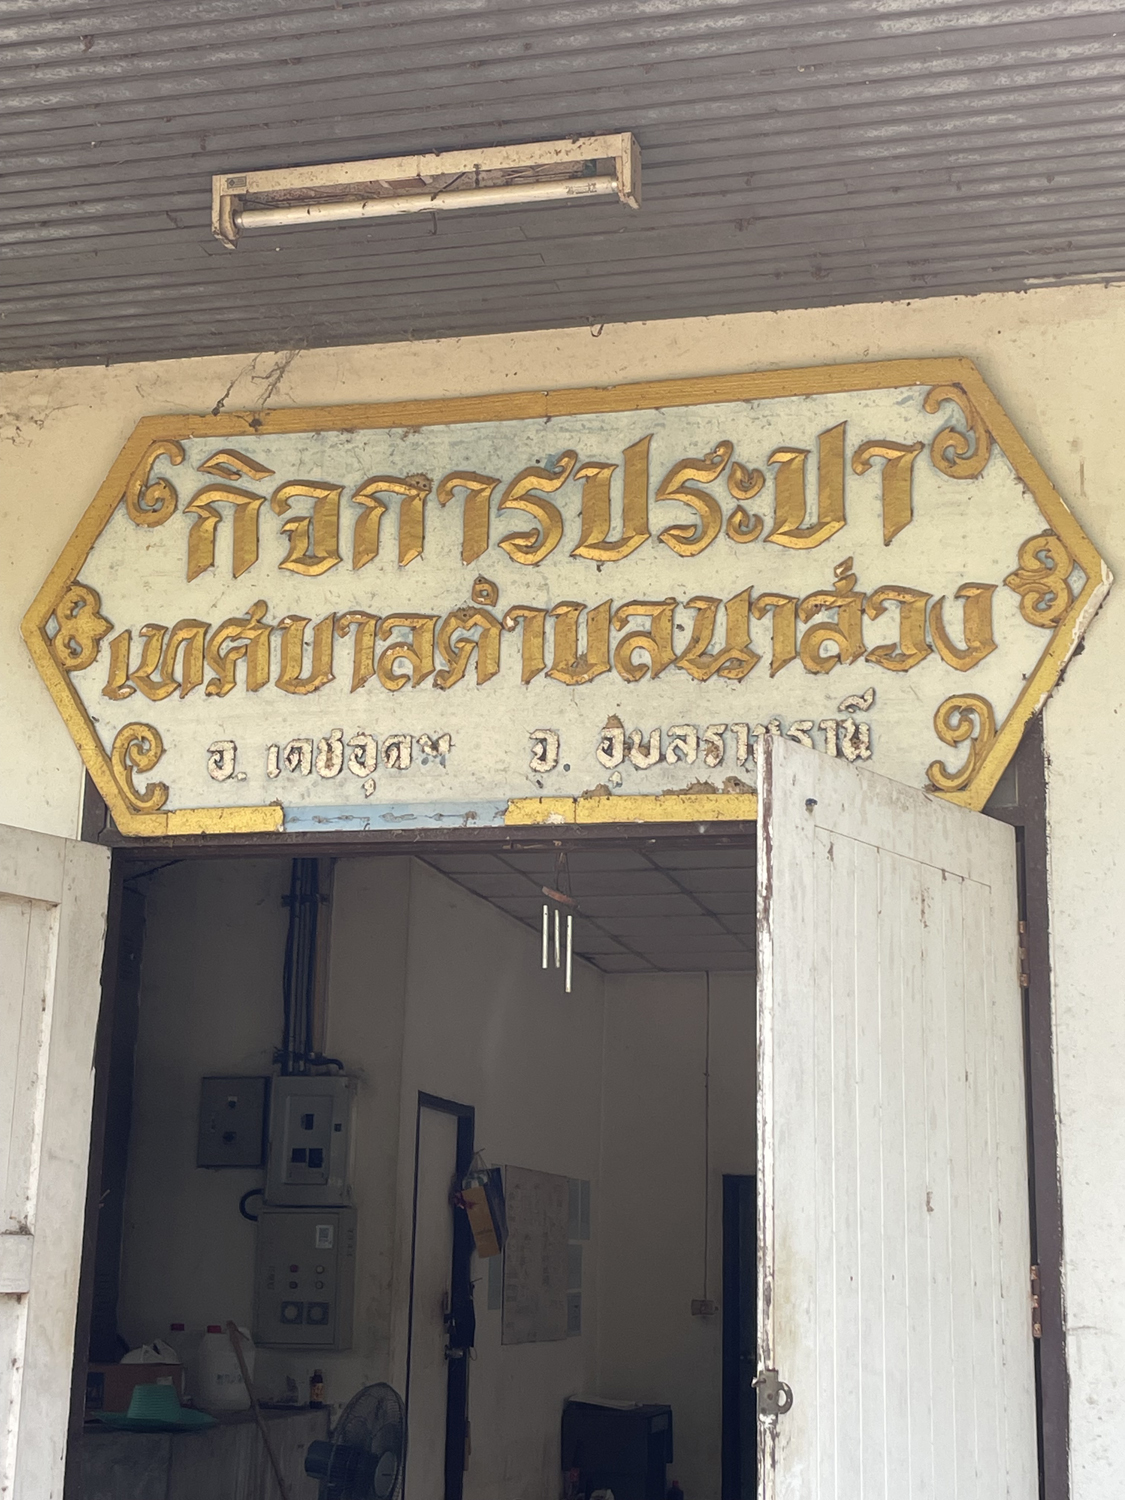 กิจการประปา
เทศบาลตำบลนาส่วง
อ. เดชอุดม จ. อุบลราชธานี